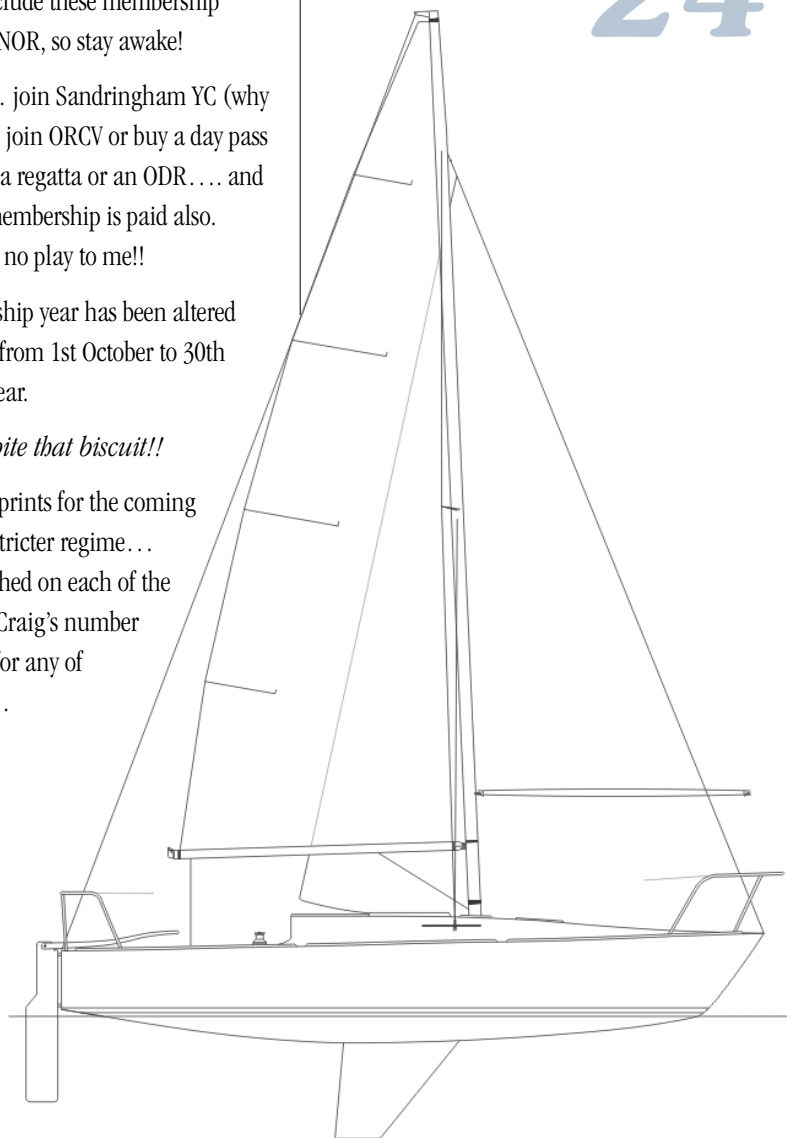 24
clude these membership
NOR, so stay awake!
. join Sandringham YC (why
join ORCV or buy a day pass
a regatta or an ODR.... and
membership is paid also.
no play to me!!
ship year has been altered
from 1st October to 30th
ear.
bite that biscuit!!
prints for the coming
tricter regime...
hed on each of the
Craig's number
for any of
.